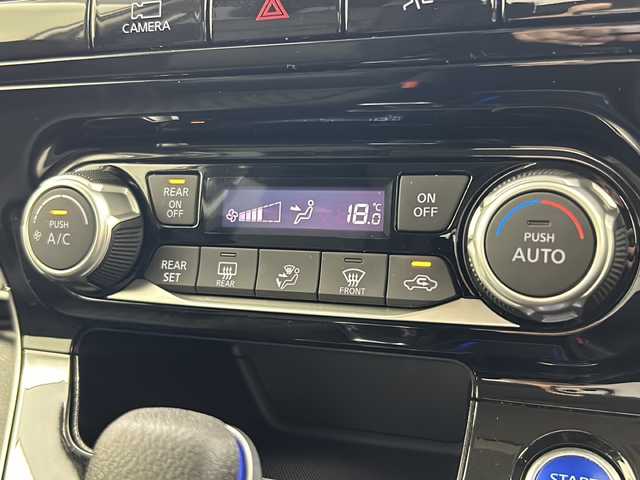 CAMERA
REAR
ON
OFF
18.0
°C
ON
OFF
PUSH
A/C
PUSH
AUTO
REAR
SET
REAR
FRONT
START